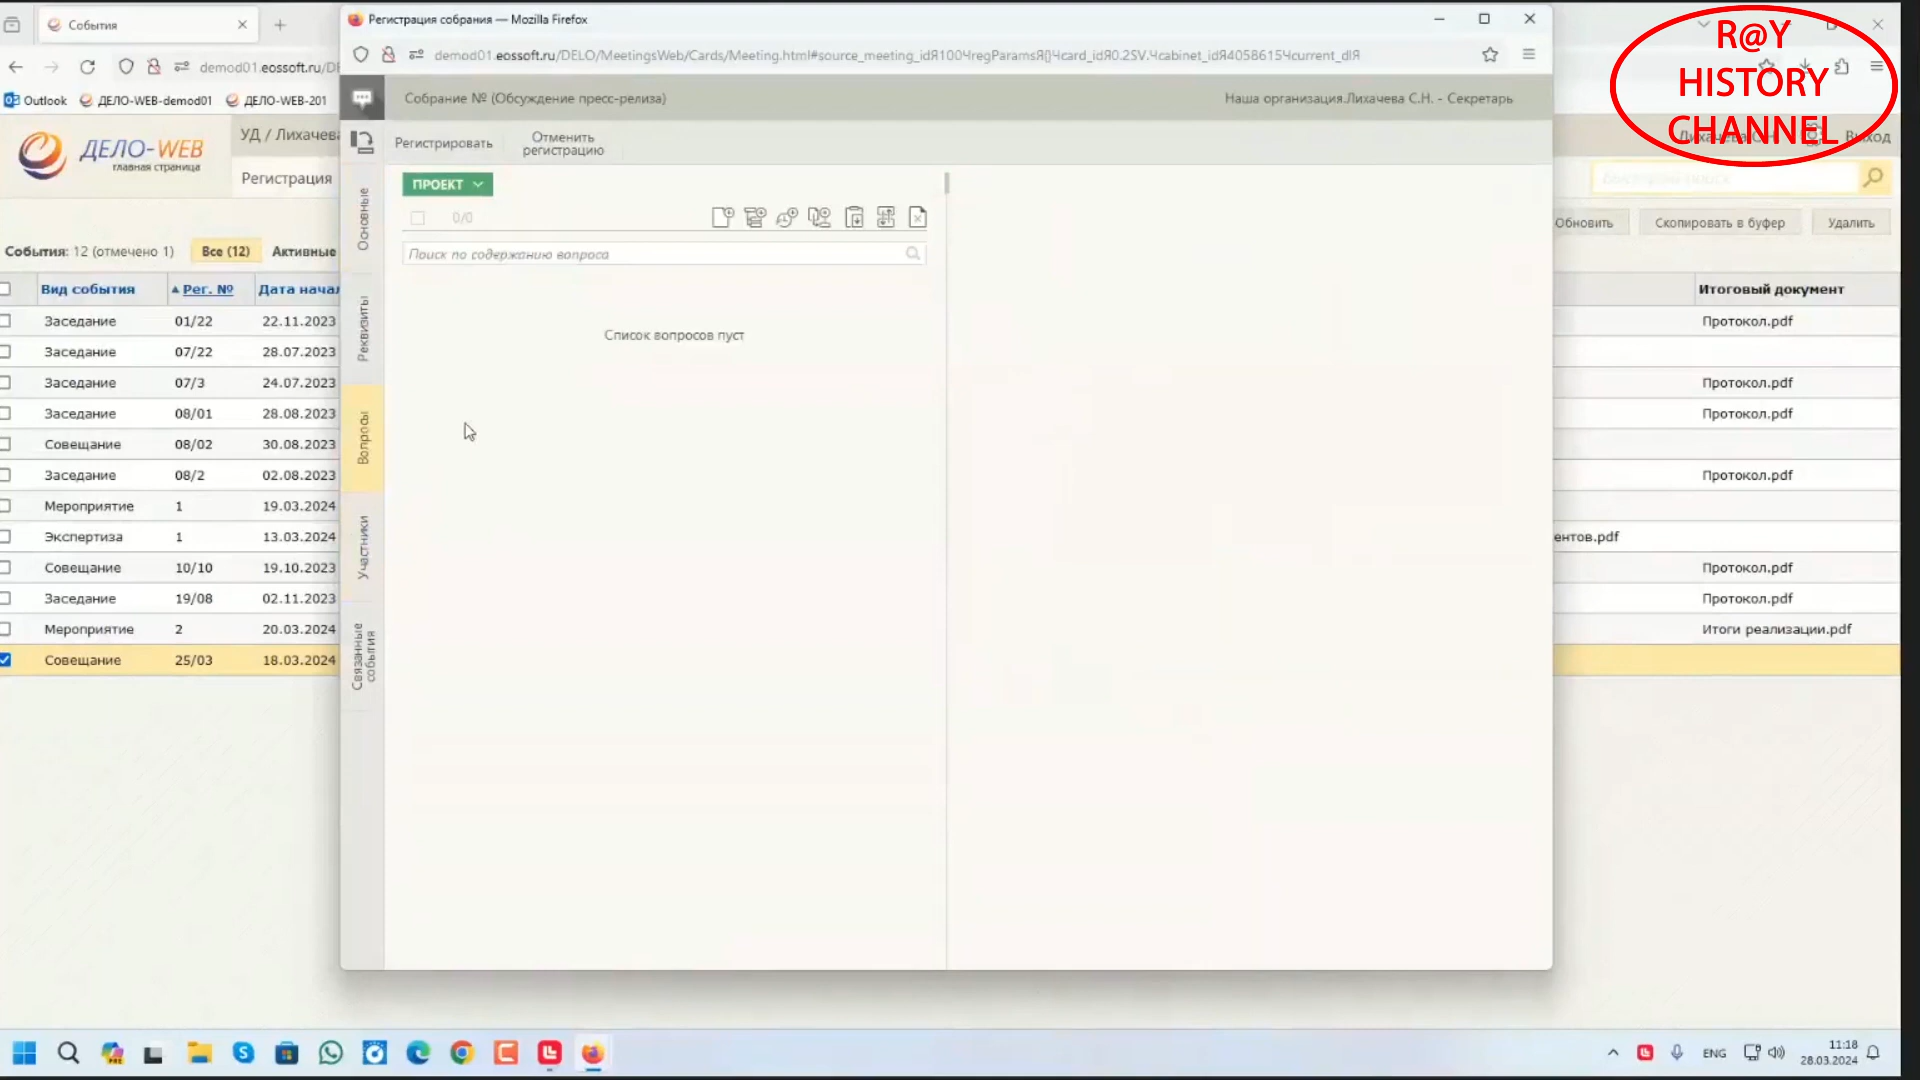 События
Регистрация собрания — Mozilla Firefox
R@Y
HISTORY
CHANNEL
demod01.eossoft.ru/DE
demod01.eossoft.ru/DELO/MeetingsWeb/Cards/Meeting.html#source_meeting_idЯ100ЧregParamsЯ{}Чcard_idЯ0.2SV.Чcabinet_idЯ4058615Чcurrent_dlЯ
Outlook
ДЕЛО-WEB-demod01
ДЕЛО-WEB-201
Собрание № (Обсуждение пресс-релиза)
Наша организация.Лихачева С.Н. - Секретарь
ДЕЛО-WEB
главная страница
УД / Лихачева
Регистрация
Выход
Регистрировать
Отменить
регистрацию
ПРОЕКТ
0/0
Поиск по содержанию вопроса
Список вопросов пуст
Основные
Реквизиты
Вопросы
Участники
Связанные
события
Обновить
Скопировать в буфер
Удалить
События: 12 (отмечено 1)
Все (12)
Активные
Вид события Рег. № Дата начал Итоговый документ
Заседание 01/22 22.11.2023 Протокол.pdf
Заседание 07/22 28.07.2023
Заседание 07/3 24.07.2023 Протокол.pdf
Заседание 08/01 28.08.2023 Протокол.pdf
Совещание 08/02 30.08.2023
Заседание 08/2 02.08.2023 Протокол.pdf
Мероприятие 1 19.03.2024
Экспертиза 1 13.03.2024 ентов.pdf
Совещание 10/10 19.10.2023 Протокол.pdf
Заседание 19/08 02.11.2023 Протокол.pdf
Мероприятие 2 20.03.2024 Итоги реализации.pdf
Совещание 25/03 18.03.2024
ENG
11:18
28.03.2024